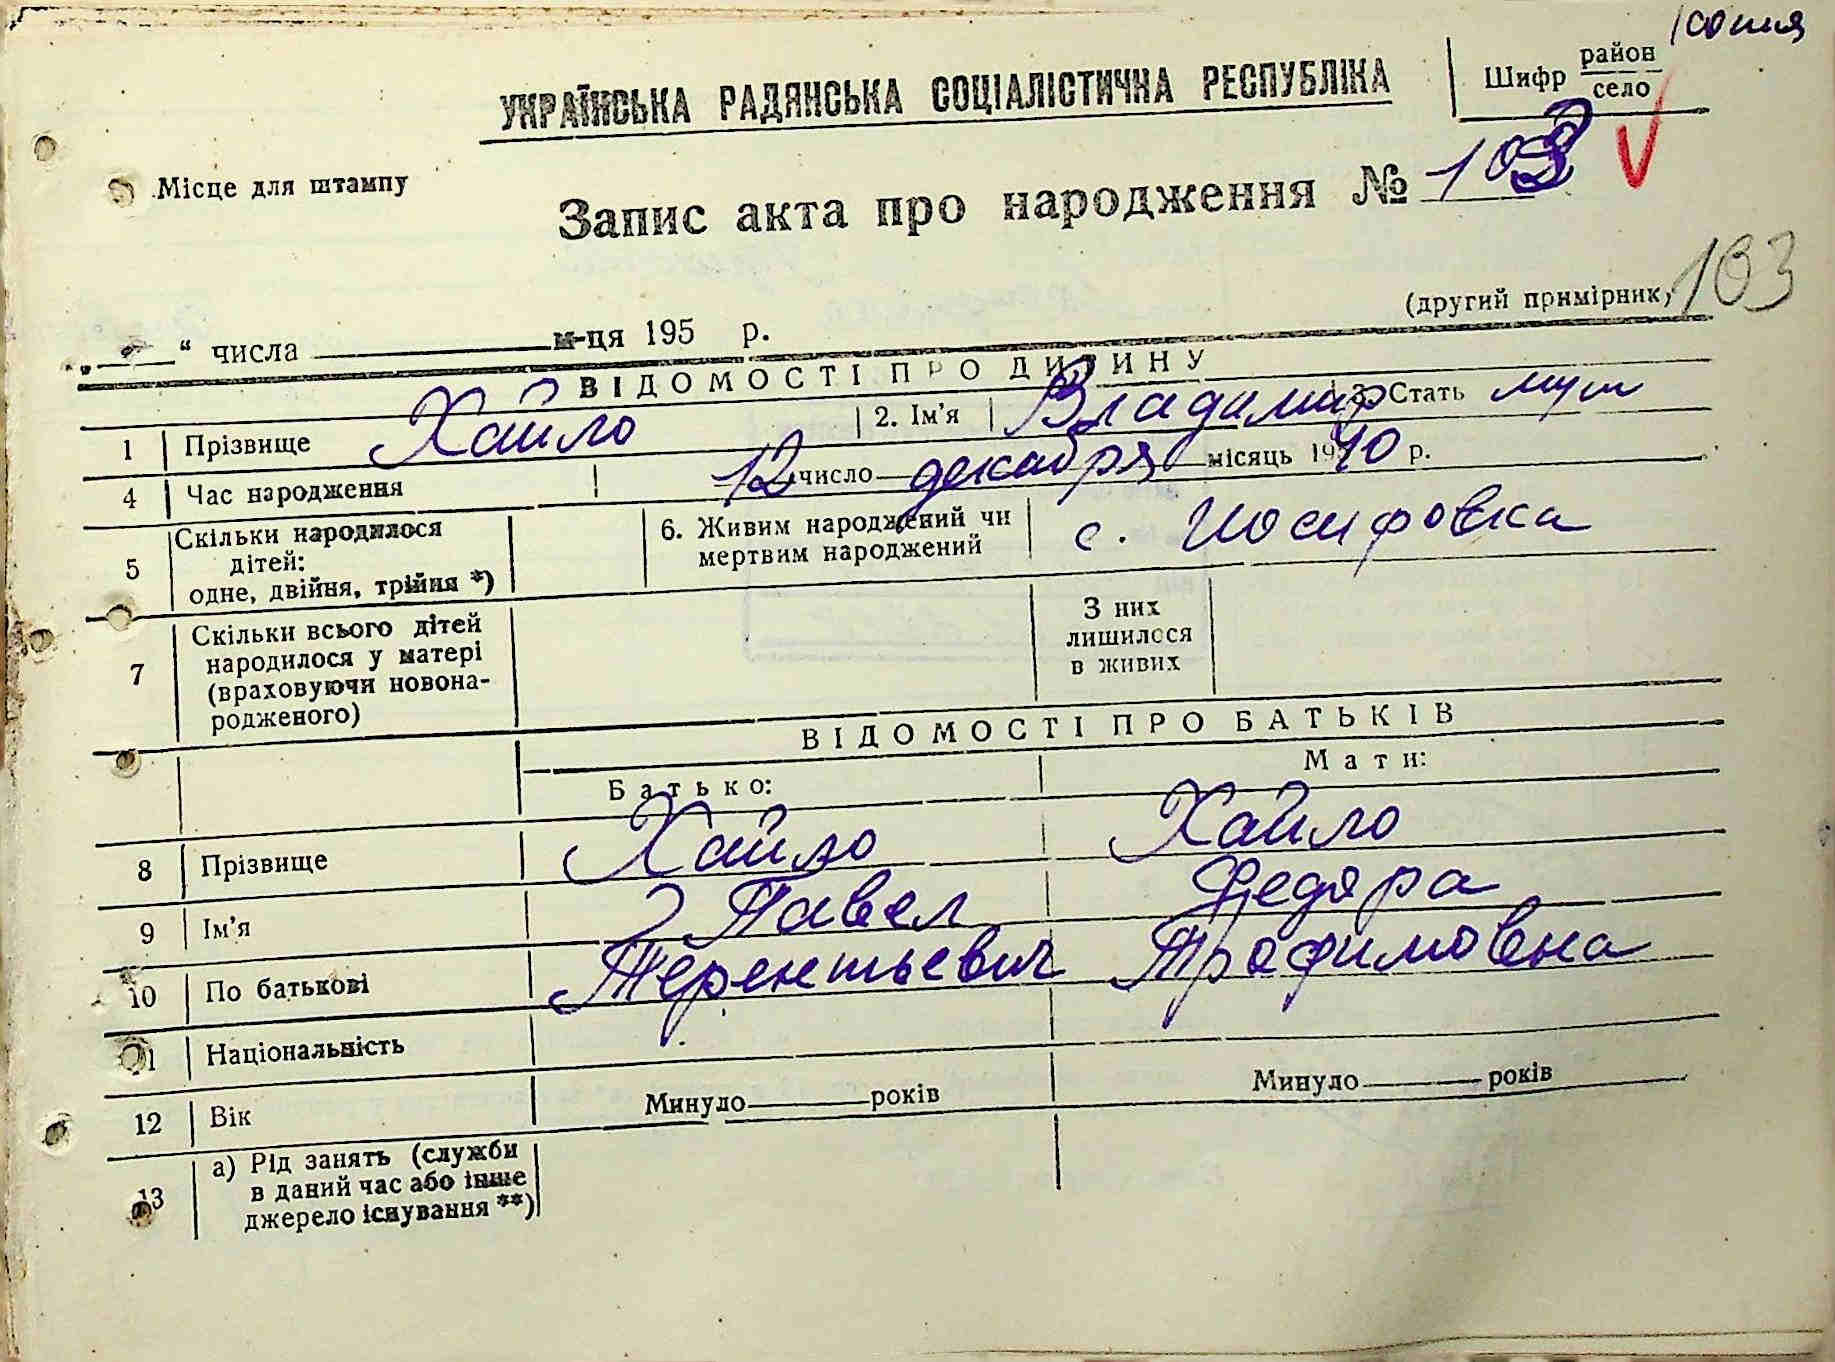 копия
УКРАЇНСЬКА РАДЯНСЬКА СОЦІАЛІСТИЧНА РЕСПУБЛІКА
Шифр район село
Місце для штампу
Запис акта про народження № 103
(другий примірник) 103
„ “ числа м-ця 195 р.
ВІДОМОСТІ ПРО ДИТИНУ
1 Прізвище Хайло 2. Ім'я Владимир 3. Стать муж
4 Час народження 12 число декабря місяць 1940 р.
5 Скільки народилося дітей: одне, двійня, трійня *) 6. Живим народжений чи мертвим народжений с. Иосифовка
7 Скільки всього дітей народилося у матері (враховуючи новонародженого) З них лишилося в живих
ВІДОМОСТІ ПРО БАТЬКІВ
Батько: Мати:
8 Прізвище Хайло Хайло
9 Ім'я Павел Федора
10 По батькові Терентьевич Трофимовна
11 Національність
12 Вік Минуло років Минуло років
13 а) Рід занять (служби в даний час або інше джерело існування **)